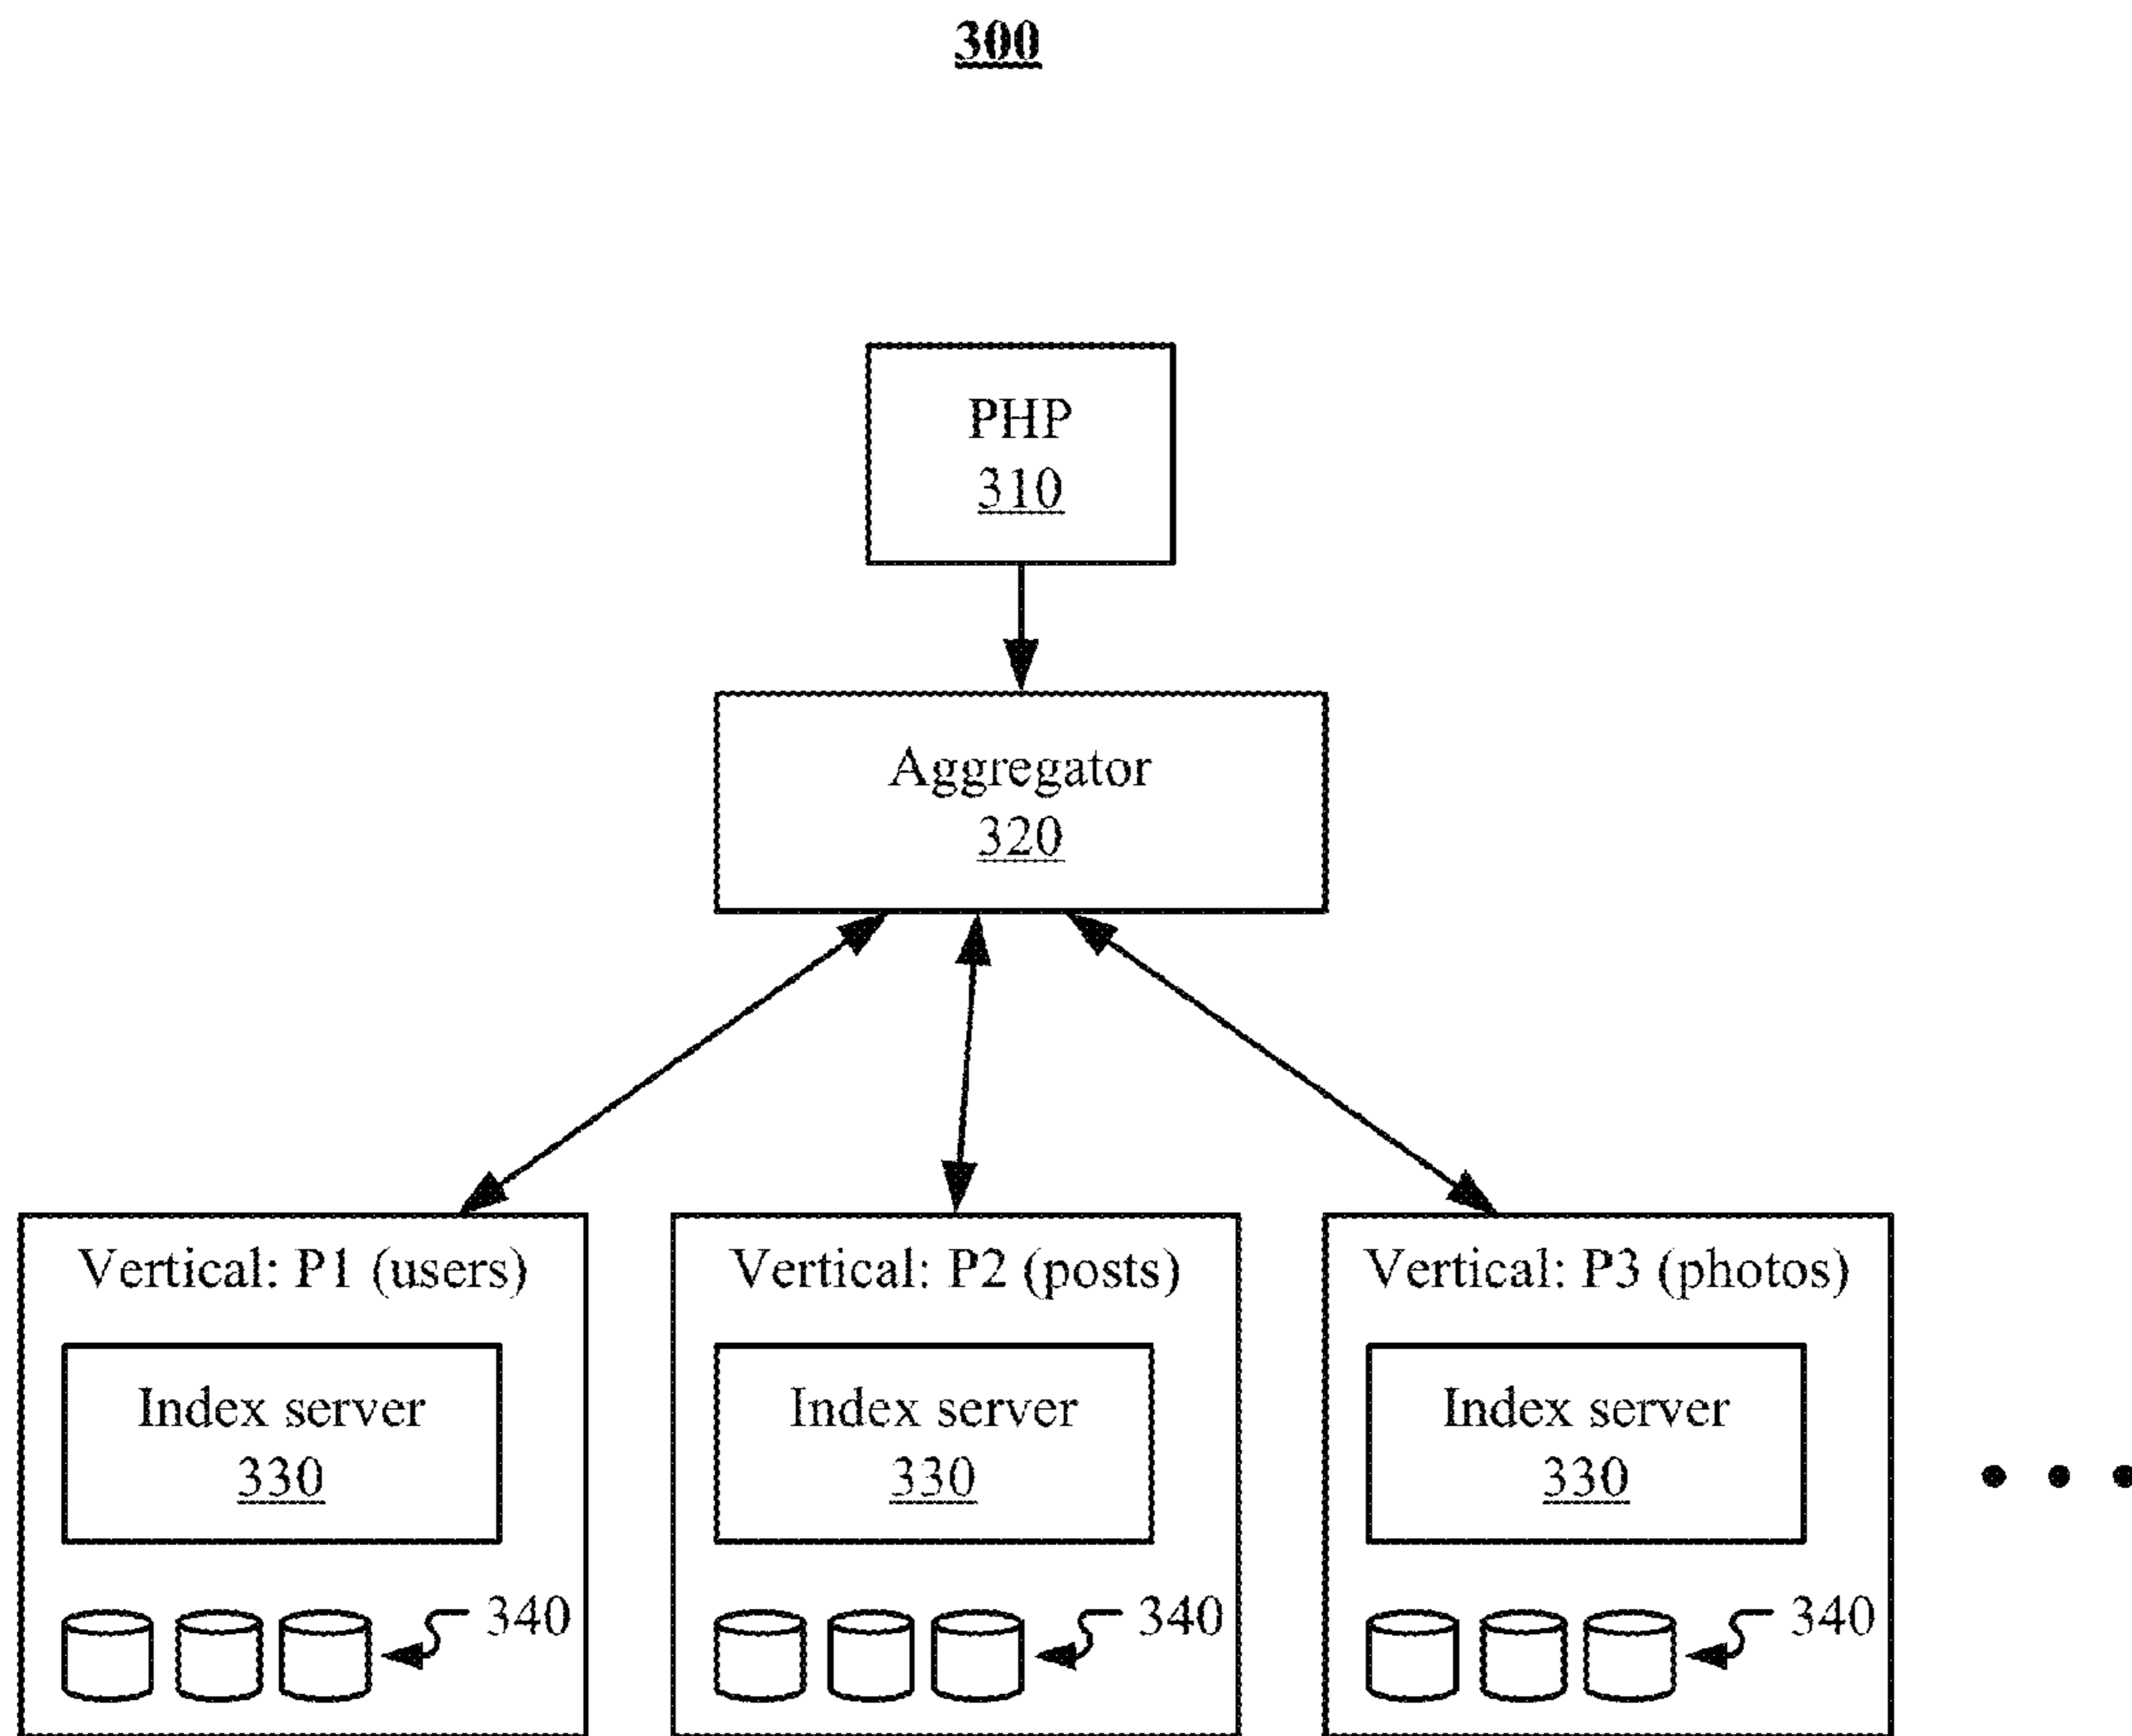 300
PHP
310
Aggregator
320
Vertical: P1 (users)
Index server
330
340
Vertical: P2 (posts)
Index server
330
340
Vertical: P3 (photos)
Index server
330
340